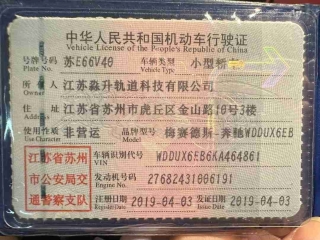 中华人民共和国机动车行驶证
Vehicle License of the People's Republic of China
号牌号码 苏E66V40 车辆类型 小型轿车
Plate No. Vehicle Type
所有人 江苏淼升轨道科技有限公司
Owner
住址 江苏省苏州市虎丘区金山路10号3楼
Address
使用性质 非营运 品牌型号 梅赛德斯-奔驰WDDUX6EB
Use Character Model
江苏省苏州市公安局交通警察支队
车辆识别代号 WDDUX6EB6KA464861
VIN
发动机号码 27682431006191
Engine No.
注册日期 2019-04-03 发证日期 2019-04-03
Register Date Issue Date